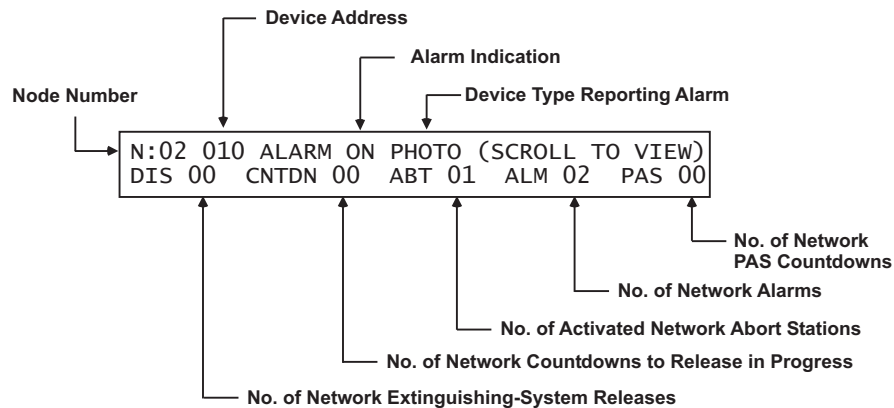 Device Address
Alarm Indication
Node Number
Device Type Reporting Alarm
N:02 010 ALARM ON PHOTO (SCROLL TO VIEW)
DIS 00 CNTDN 00 ABT 01 ALM 02 PAS 00
No. of Network
PAS Countdowns
No. of Network Alarms
No. of Activated Network Abort Stations
No. of Network Countdowns to Release in Progress
No. of Network Extinguishing-System Releases